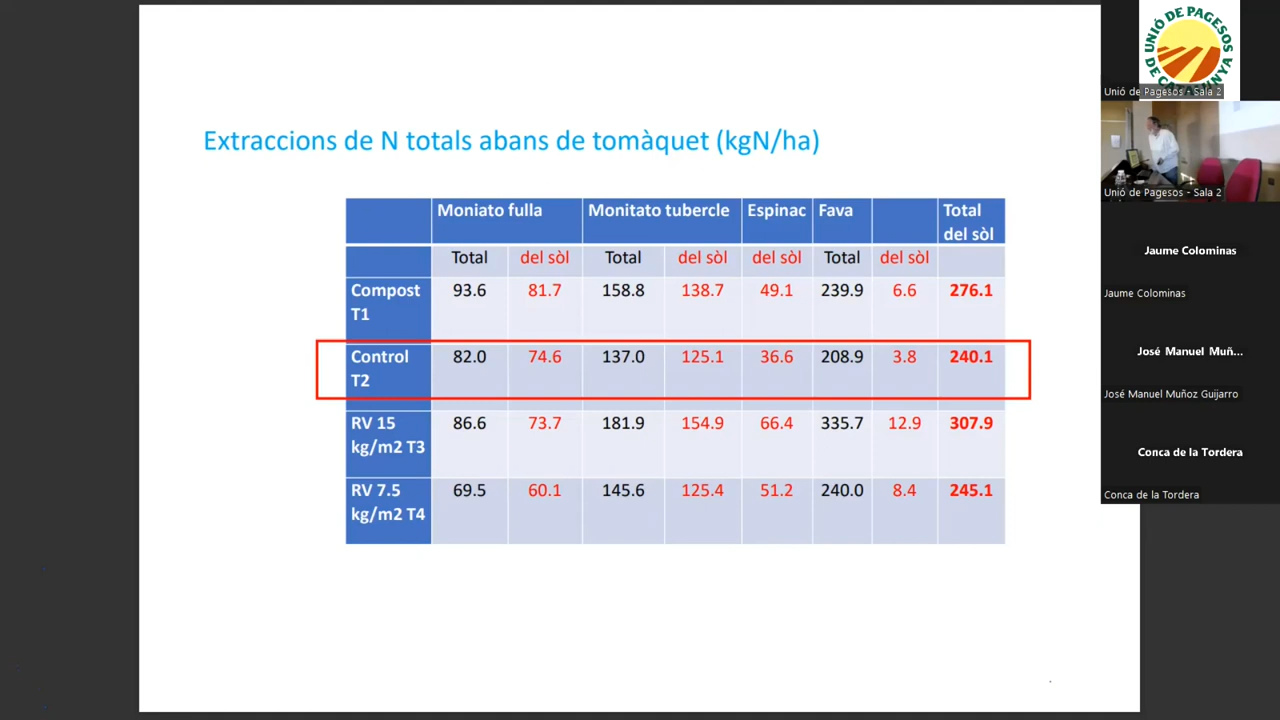 Extraccions de N totals abans de tomàquet (kgN/ha)
Moniato fulla Monitato tubercle Espinac Fava Total del sòl
Total del sòl Total del sòl del sòl Total del sòl
Compost T1 93.6 81.7 158.8 138.7 49.1 239.9 6.6 276.1
Control T2 82.0 74.6 137.0 125.1 36.6 208.9 3.8 240.1
RV 15 kg/m2 T3 86.6 73.7 181.9 154.9 66.4 335.7 12.9 307.9
RV 7.5 kg/m2 T4 69.5 60.1 145.6 125.4 51.2 240.0 8.4 245.1
UNIÓ DE PAGESOS
DE CATALUNYA
Unió de Pagesos - Sala 2
Unió de Pagesos - Sala 2
Jaume Colominas
Jaume Colominas
José Manuel Muñ...
José Manuel Muñoz Guijarro
Conca de la Tordera
Conca de la Tordera